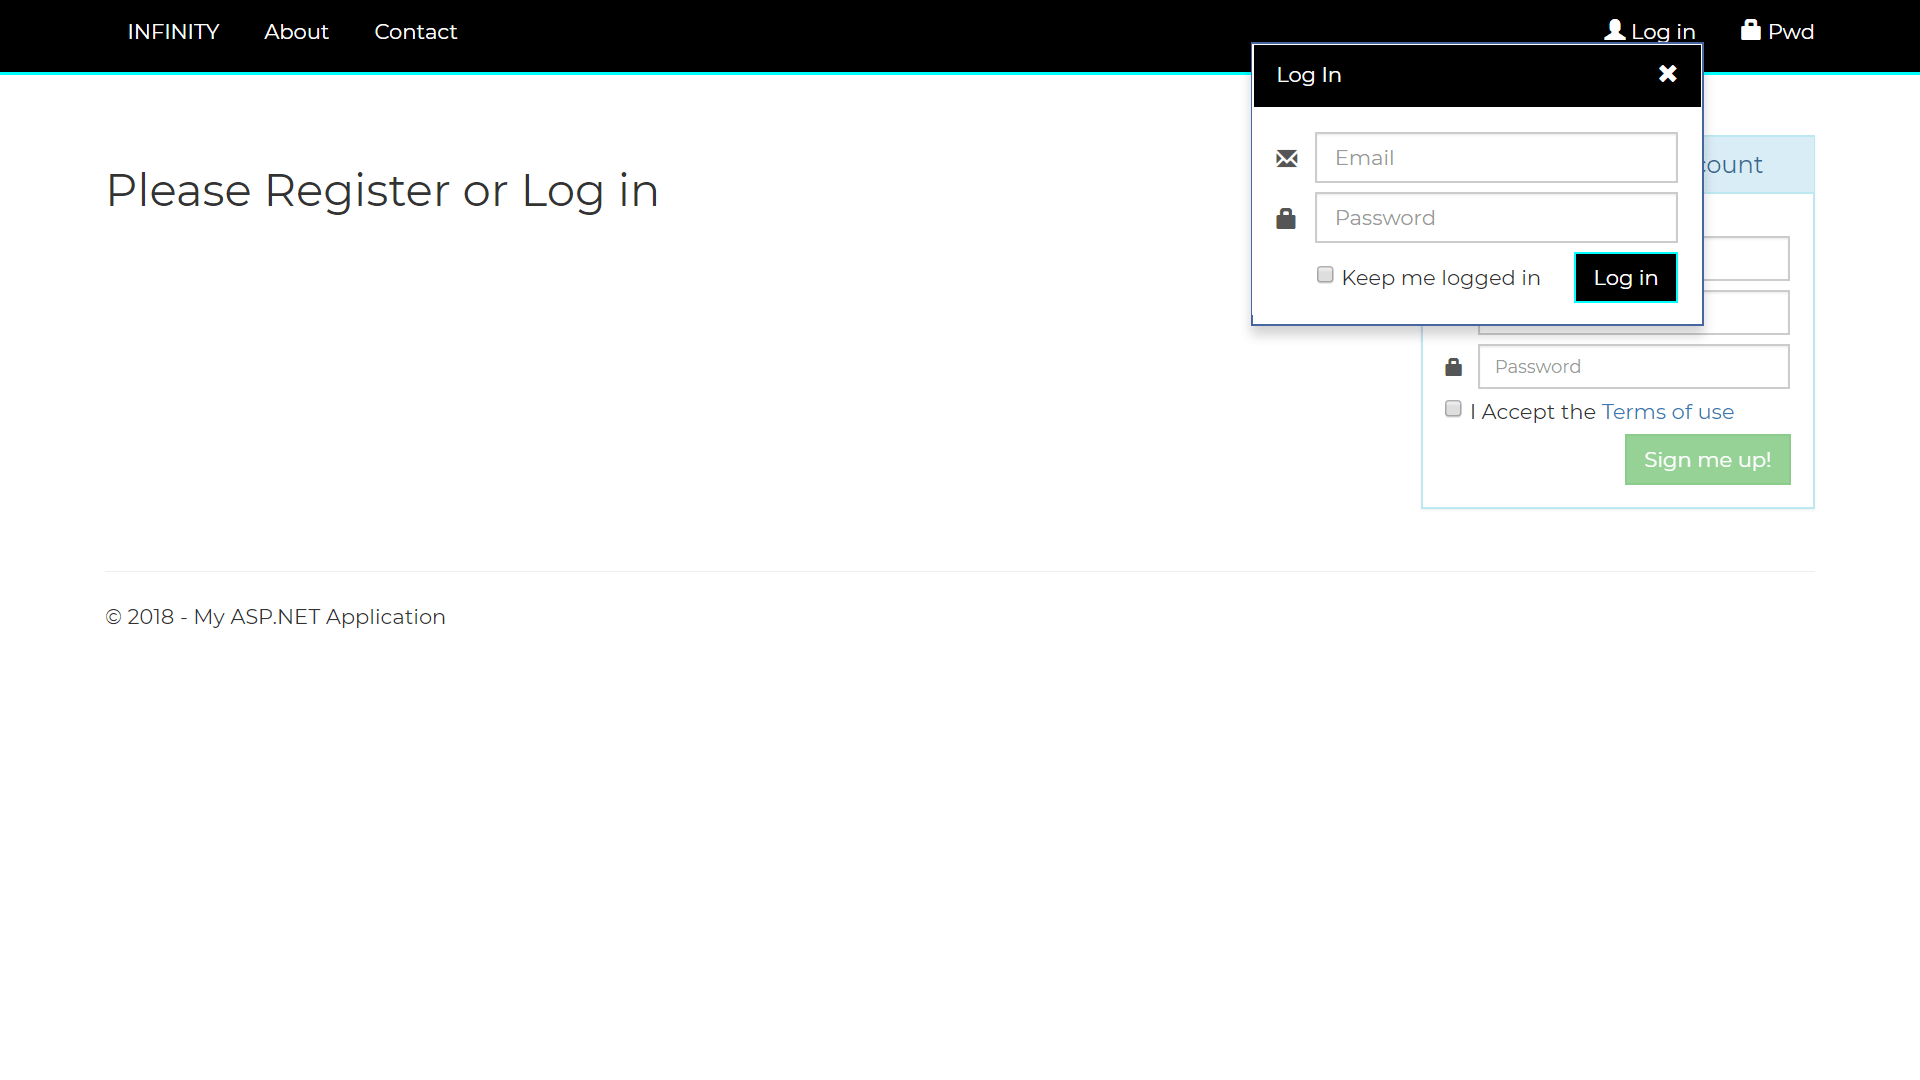 INFINITY About Contact Log in Pwd
Log In
Email
Password
Keep me logged in Log in
Please Register or Log in
Password
I Accept the Terms of use
Sign me up!
© 2018 - My ASP.NET Application